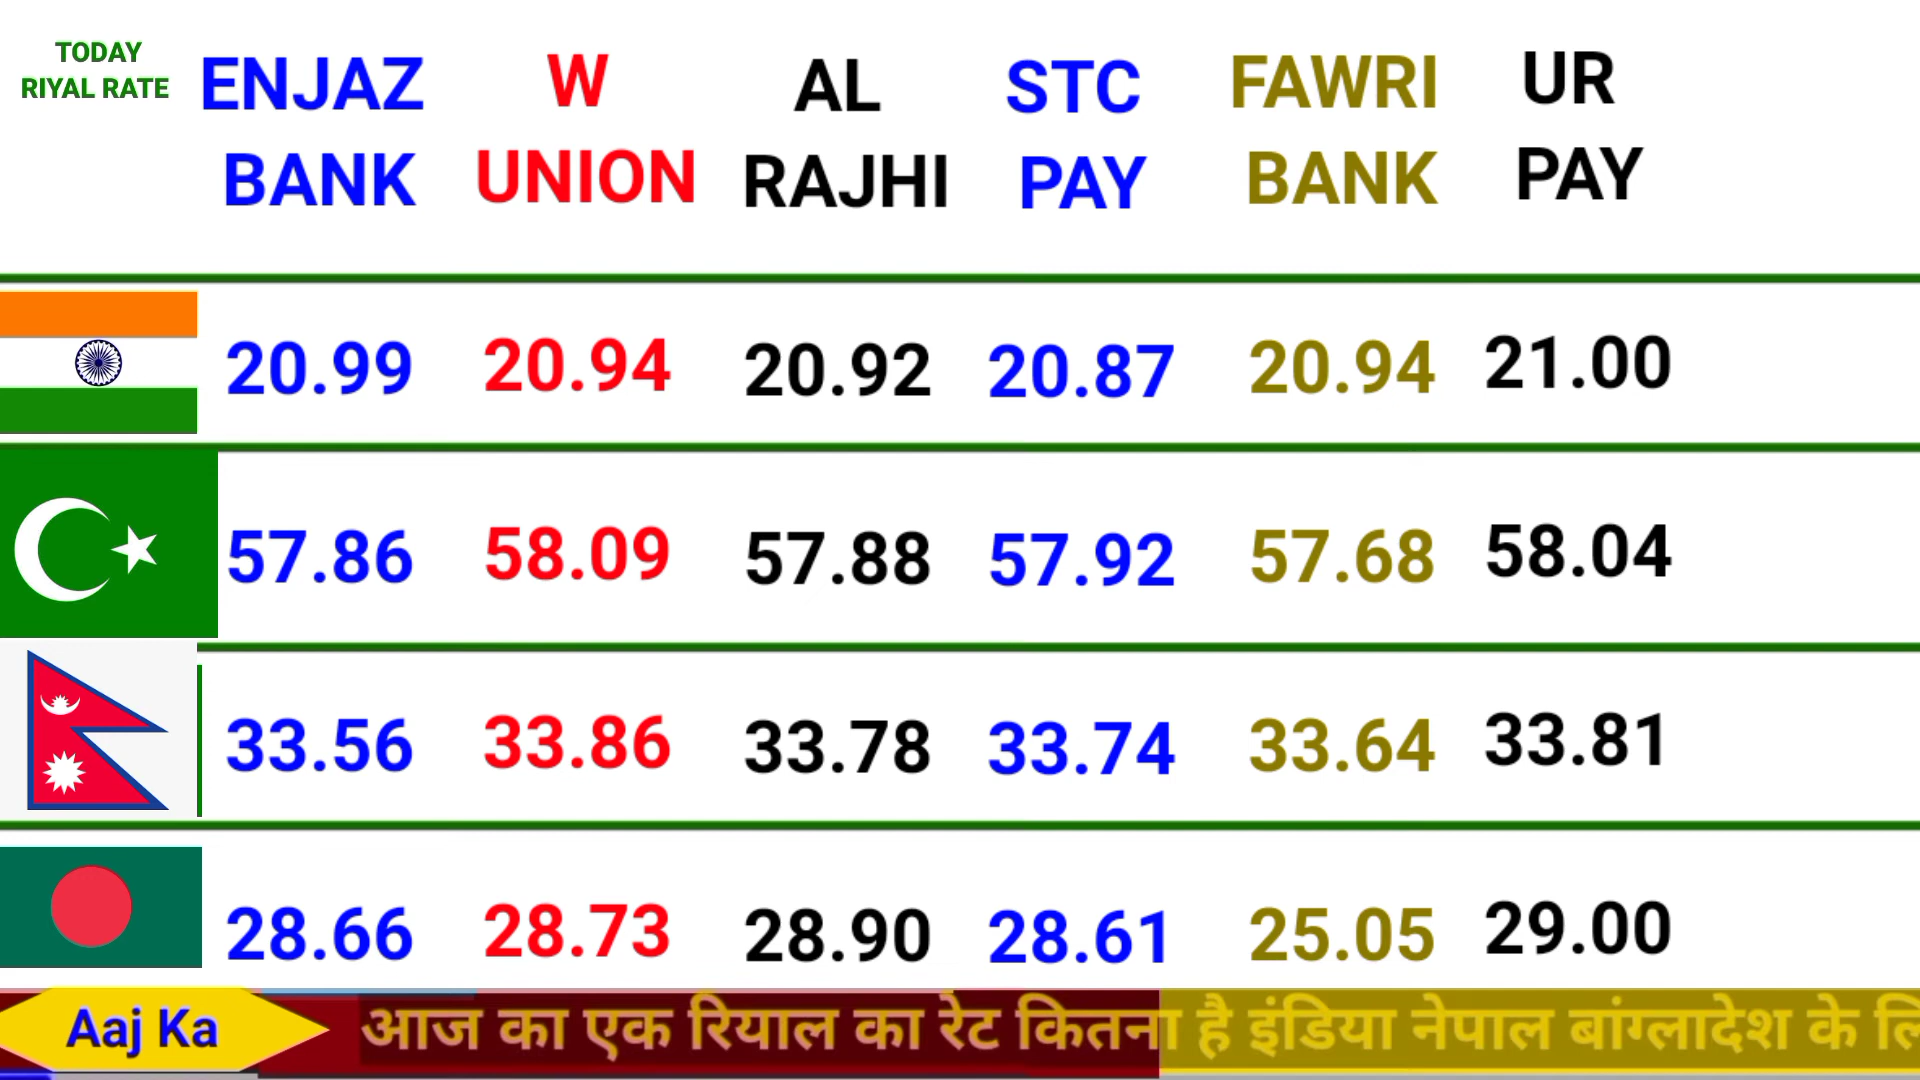 TODAY
RIYAL RATE
ENJAZ BANK
W UNION
AL RAJHI
STC PAY
FAWRI BANK
UR PAY
20.99 20.94 20.92 20.87 20.94 21.00
57.86 58.09 57.88 57.92 57.68 58.04
33.56 33.86 33.78 33.74 33.64 33.81
28.66 28.73 28.90 28.61 25.05 29.00
Aaj Ka
आज का एक रियाल का रेट कितना है इंडिया नेपाल बांग्लादेश के